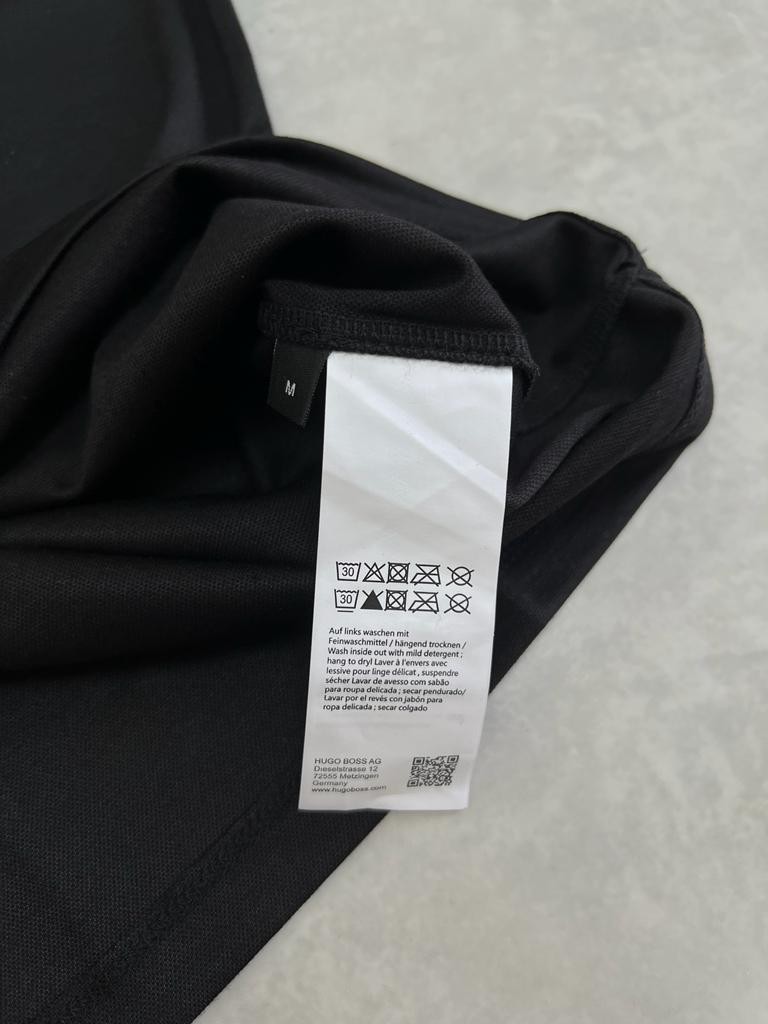 M
30
30
Auf links waschen mit
Feinwaschmittel / hängend trocknen /
Wash inside out with mild detergent ;
hang to dryl Laver à l'envers avec
lessive pour linge délicat , suspendre
sécher Lavar de avesso com sabão
para roupa delicada ; secar pendurado/
Lavar por el revés con jabón para
ropa delicada ; secar colgado
HUGO BOSS AG
Dieselstrasse 12
72555 Metzingen
Germany
www.hugoboss.com